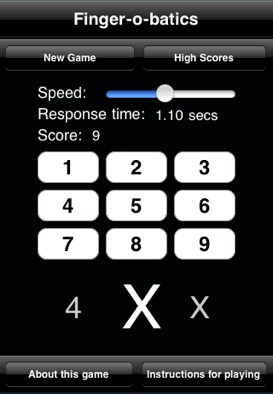 Finger-o-batics
New Game High Scores
Speed:
Response time: 1.10 secs
Score: 9
1 2 3
4 5 6
7 8 9
4 X X
About this game Instructions for playing